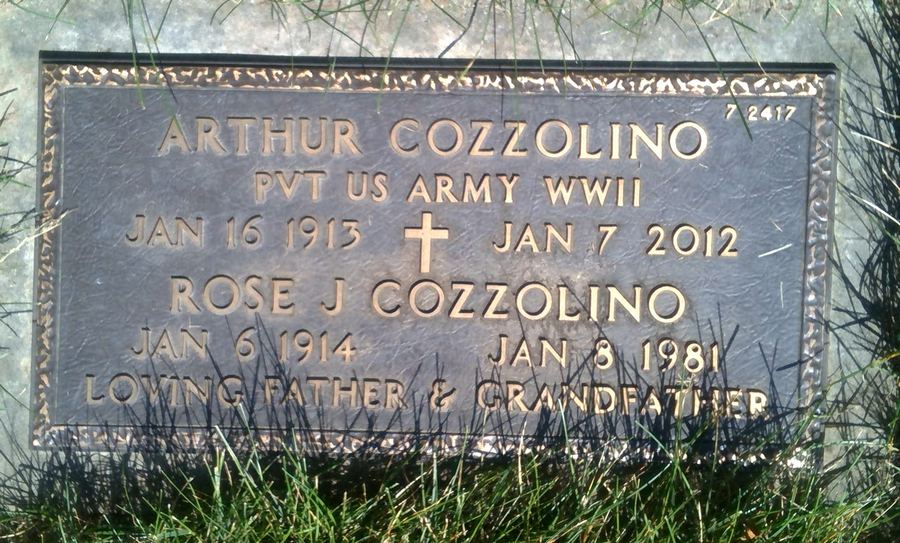 7 2417
ARTHUR COZZOLINO
PVT US ARMY WWII
JAN 16 1913 JAN 7 2012
ROSE J COZZOLINO
JAN 6 1914 JAN 8 1981
LOVING FATHER & GRANDFATHER